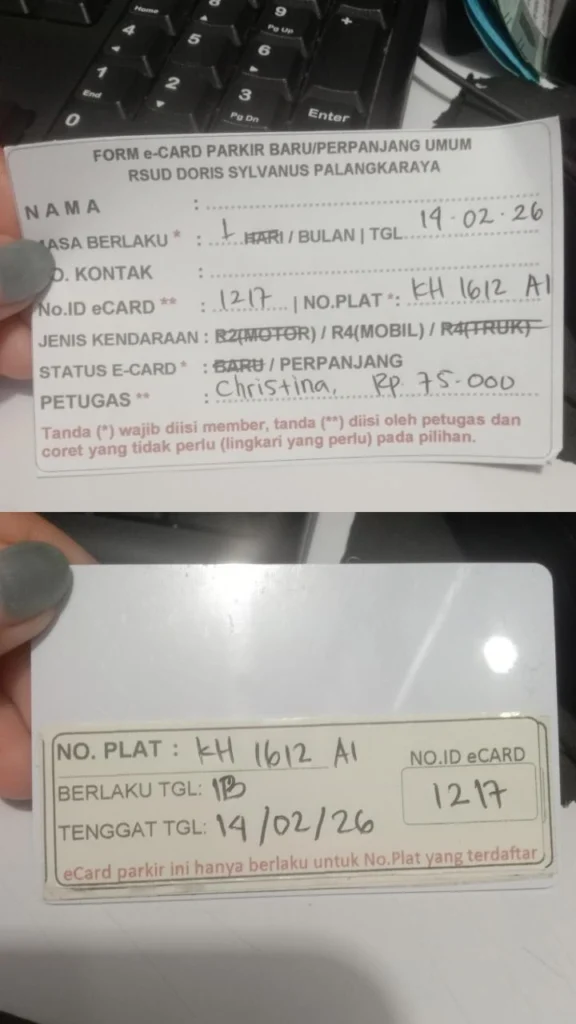 Home
8
9
Pg Up
+
4
5
6
1
End
2
3
Pg Dn
Enter
0
FORM e-CARD PARKIR BARU/PERPANJANG UMUM
RSUD DORIS SYLVANUS PALANGKARAYA
NAMA :
MASA BERLAKU * : 1 HARI / BULAN | TGL 14-02-26
O. KONTAK :
No.ID eCARD ** : 1217 | NO.PLAT *: KH 1612 AI
JENIS KENDARAAN : R2(MOTOR) / R4(MOBIL) / R4(TRUK)
STATUS E-CARD * : BARU / PERPANJANG
PETUGAS ** : Christina, Rp. 75.000
Tanda (*) wajib diisi member, tanda (**) diisi oleh petugas dan
coret yang tidak perlu (lingkari yang perlu) pada pilihan.
NO. PLAT : KH 1612 AI
NO.ID eCARD
BERLAKU TGL: 1B
1217
TENGGAT TGL: 14/02/26
eCard parkir ini hanya berlaku untuk No.Plat yang terdaftar